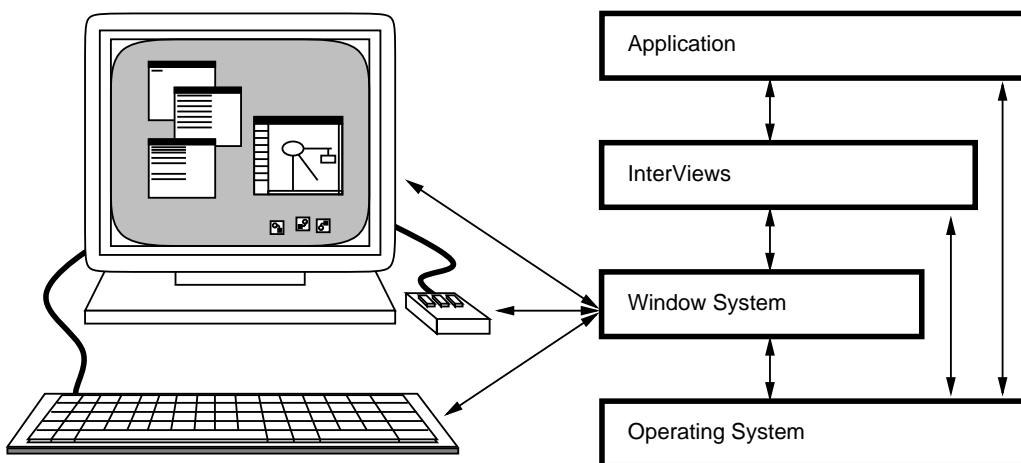 Application
InterViews
Window System
Operating System